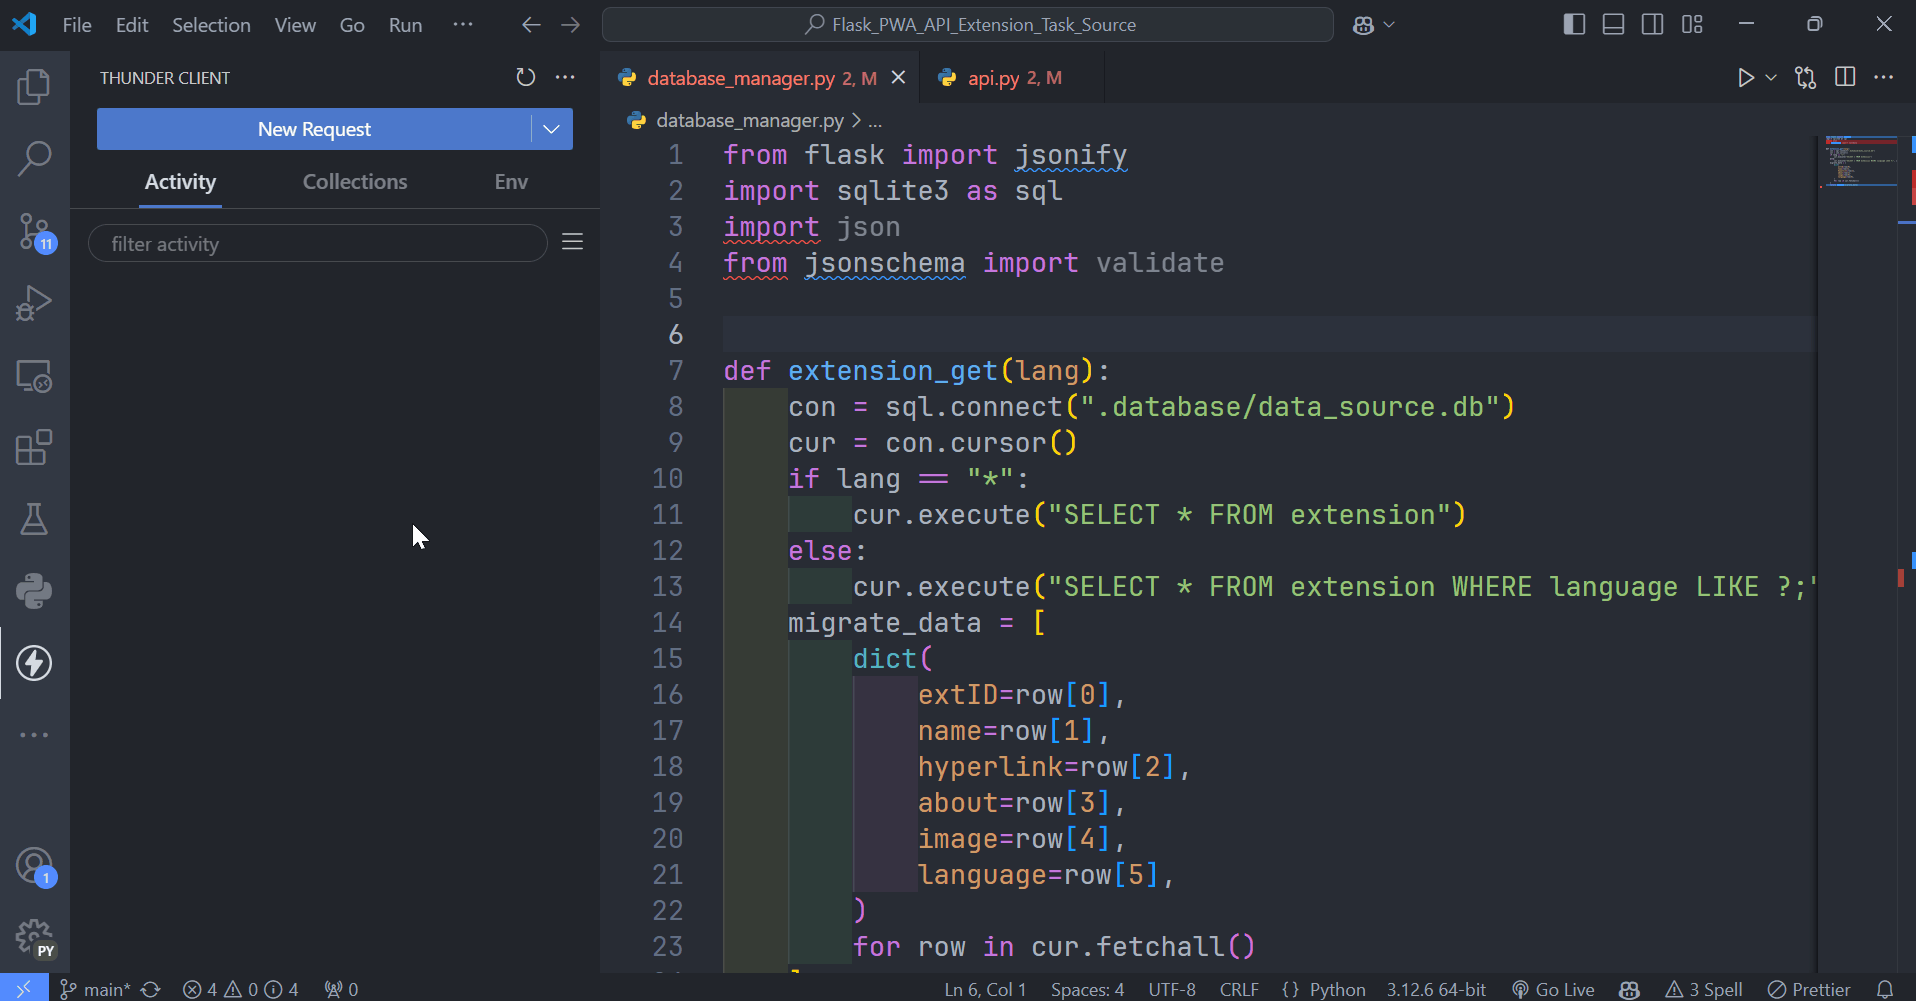 File Edit Selection View Go Run ··· Flask_PWA_API_Extension_Task_Source
THUNDER CLIENT
New Request
Activity Collections Env
filter activity
11
1
PY
database_manager.py 2, M api.py 2, M
database_manager.py > ...
1 from flask import jsonify
2 import sqlite3 as sql
3 import json
4 from jsonschema import validate
5
6
7 def extension_get(lang):
8 con = sql.connect(".database/data_source.db")
9 cur = con.cursor()
10 if lang == "*":
11 cur.execute("SELECT * FROM extension")
12 else:
13 cur.execute("SELECT * FROM extension WHERE language LIKE ?;"
14 migrate_data = [
15 dict(
16 extID=row[0],
17 name=row[1],
18 hyperlink=row[2],
19 about=row[3],
20 image=row[4],
21 language=row[5],
22 )
23 for row in cur.fetchall()
main* 4 0 4 0 Ln 6, Col 1 Spaces: 4 UTF-8 CRLF {} Python 3.12.6 64-bit Go Live 3 Spell Prettier